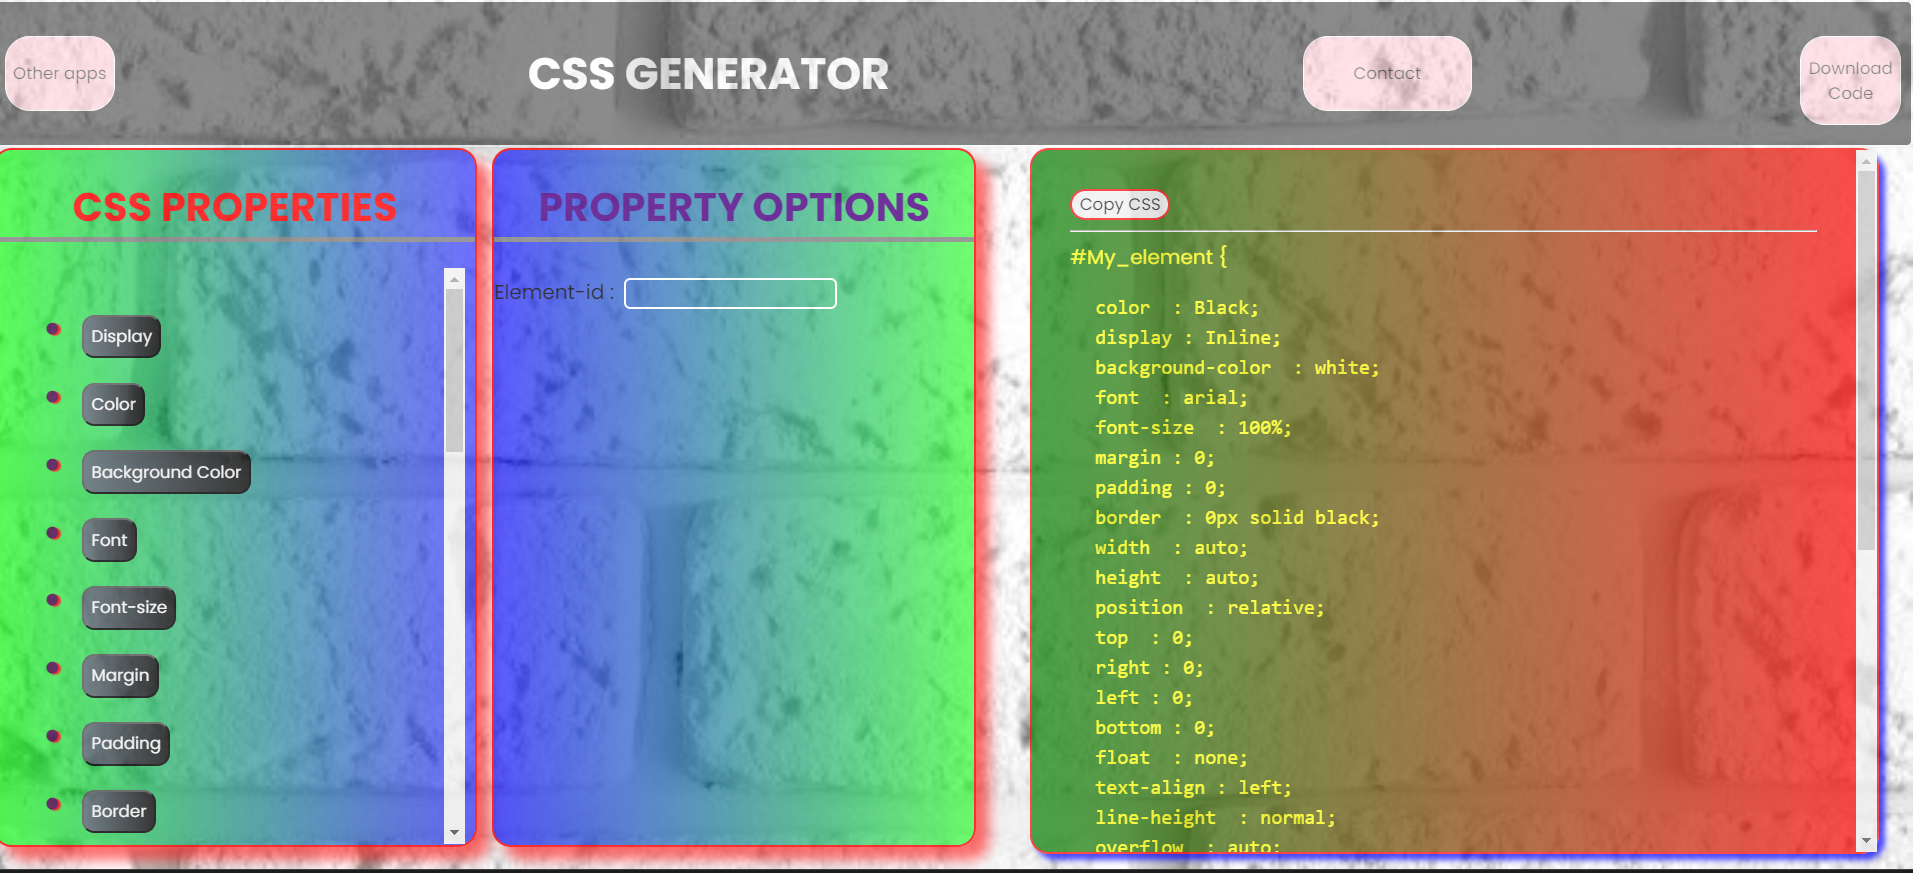 Other apps
CSS GENERATOR
Contact
Download
Code
CSS PROPERTIES
Display
Color
Background Color
Font
Font-size
Margin
Padding
Border
PROPERTY OPTIONS
Element-id :
Copy CSS
#My_element {
color  : Black;
display : Inline;
background-color  : white;
font  : arial;
font-size  : 100%;
margin : 0;
padding : 0;
border  : 0px solid black;
width  : auto;
height  : auto;
position  : relative;
top  : 0;
right : 0;
left : 0;
bottom : 0;
float  : none;
text-align : left;
line-height  : normal;
overflow  : auto;